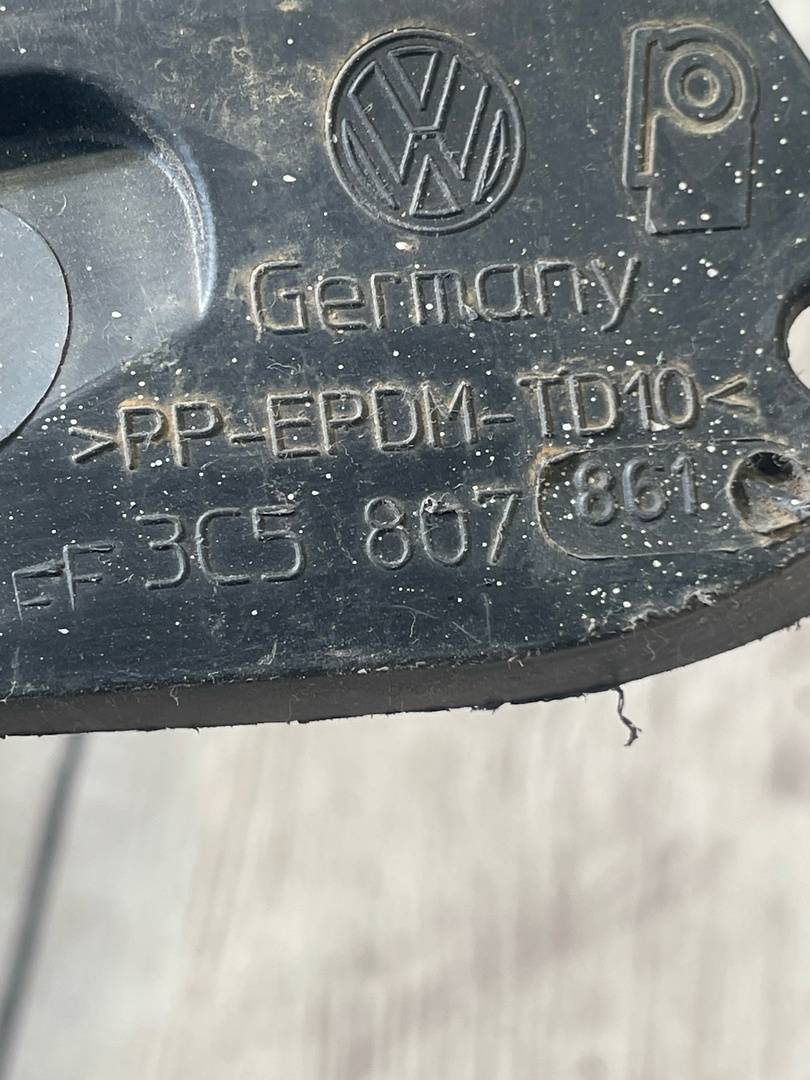 Germany
>PP-EPDM-TD10<
3C5 807 861